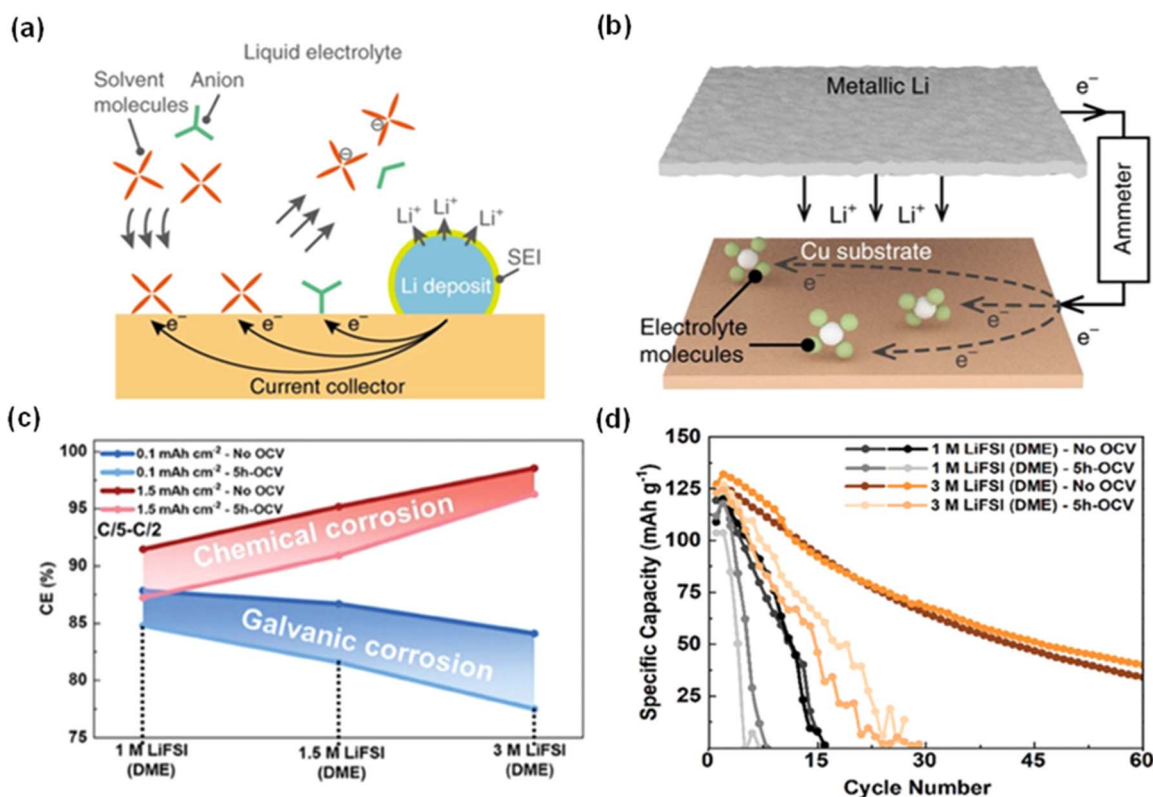 (a)
Liquid electrolyte
Solvent
molecules
Anion
Li⁺
Li⁺
Li⁺
SEI
Li deposit
e⁻
e⁻
e⁻
Current collector
(b)
Metallic Li
e⁻
Ammeter
Li⁺
Li⁺
Cu substrate
e⁻
e⁻
e⁻
e⁻
Electrolyte
molecules
(c)
100
95
90
85
80
75
CE (%)
0.1 mAh cm⁻² - No OCV
0.1 mAh cm⁻² - 5h-OCV
1.5 mAh cm⁻² - No OCV
1.5 mAh cm⁻² - 5h-OCV
C/5-C/2
Chemical corrosion
Galvanic corrosion
1 M LiFSI
(DME)
1.5 M LiFSI
(DME)
3 M LiFSI
(DME)
(d)
150
125
100
75
50
25
Specific Capacity (mAh g⁻¹)
1 M LiFSI (DME) - No OCV
1 M LiFSI (DME) - 5h-OCV
3 M LiFSI (DME) - No OCV
3 M LiFSI (DME) - 5h-OCV
0
15
30
45
60
Cycle Number